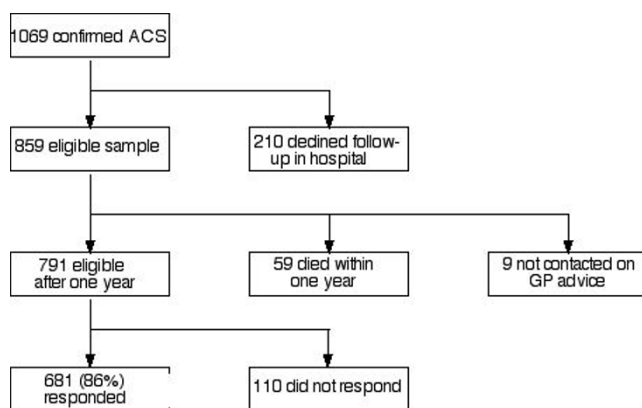 1069 confirmed ACS
859 eligible sample
210 declined follow-
up in hospital
791 eligible
after one year
59 died within
one year
9 not contacted on
GP advice
681 (86%)
responded
110 did not respond